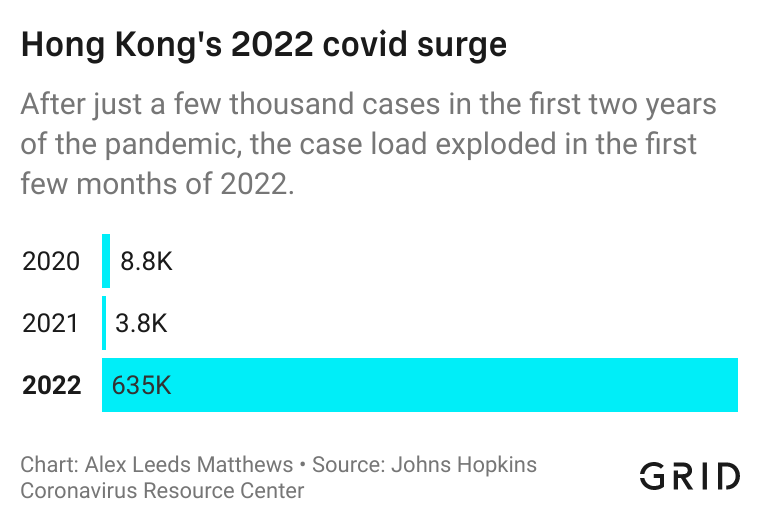 Hong Kong's 2022 covid surge
After just a few thousand cases in the first two years
of the pandemic, the case load exploded in the first
few months of 2022.
2020 8.8K
2021 3.8K
2022 635K
Chart: Alex Leeds Matthews • Source: Johns Hopkins
Coronavirus Resource Center
GRID